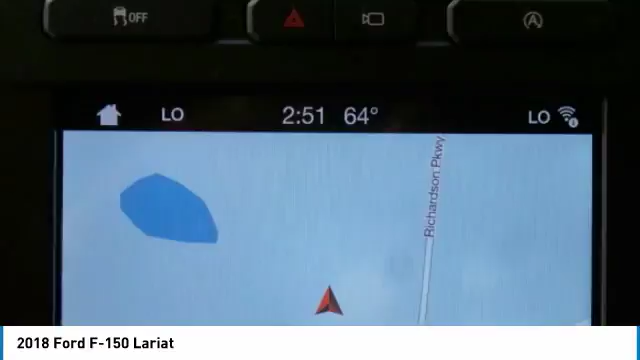 OFF
A
LO 2:51 64° LO
Richardson Pkwy
2018 Ford F-150 Lariat